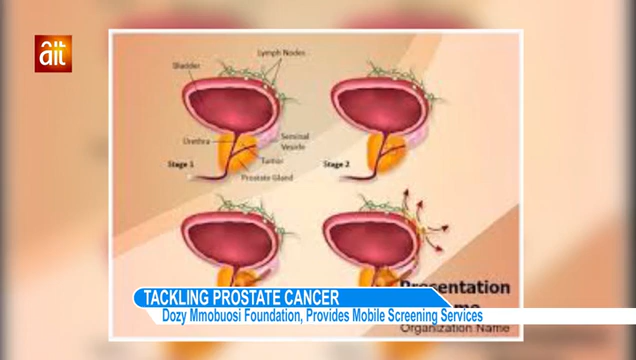 ait
Lymph Nodes
Bladder
Urethra
Seminal
Vesicle
Tumor
Stage 1
Prostate Gland
Stage 2
Presentation
me
TACKLING PROSTATE CANCER
Dozy Mmobuosi Foundation, Provides Mobile Screening Services
Organization Name